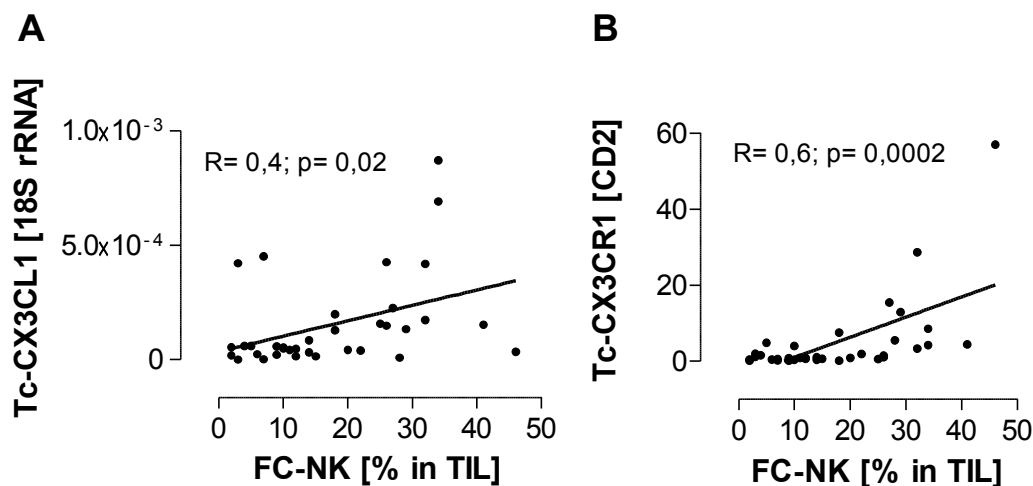 A
Tc-CX3CL1 [18S rRNA]
1.0x10⁻³
5.0x10⁻⁴
0
R= 0,4; p= 0,02
0 10 20 30 40 50
FC-NK [% in TIL]
B
Tc-CX3CR1 [CD2]
60
40
20
0
R= 0,6; p= 0,0002
0 10 20 30 40 50
FC-NK [% in TIL]